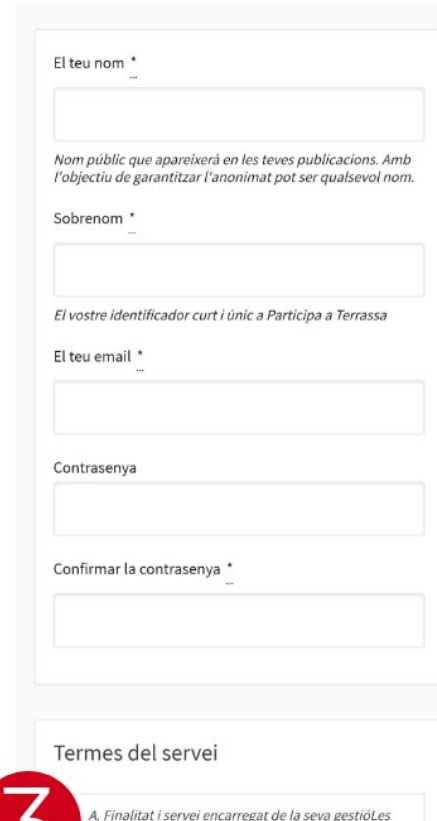 El teu nom *
Nom públic que apareixerà en les teves publicacions. Amb
l'objectiu de garantitzar l'anonimat pot ser qualsevol nom.
Sobrenom *
El vostre identificador curt i únic a Participa a Terrassa
El teu email *
Contrasenya
Confirmar la contrasenya *
Termes del servei
3
A. Finalitat i servei encarregat de la seva gestióLes